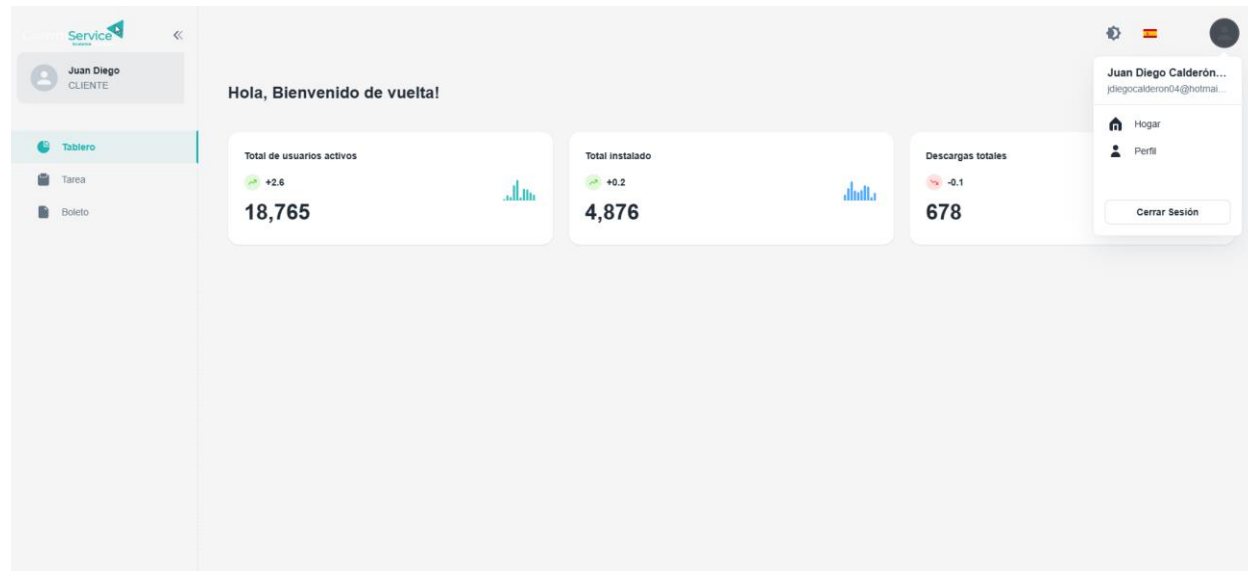 Service
Juan Diego
CLIENTE
Tablero
Tarea
Boleto
Hola, Bienvenido de vuelta!
Total de usuarios activos
+2.6
18,765
Total instalado
+0.2
4,876
Descargas totales
-0.1
678
Juan Diego Calderón...
jdiegocalderon04@hotmai...
Hogar
Perfil
Cerrar Sesión